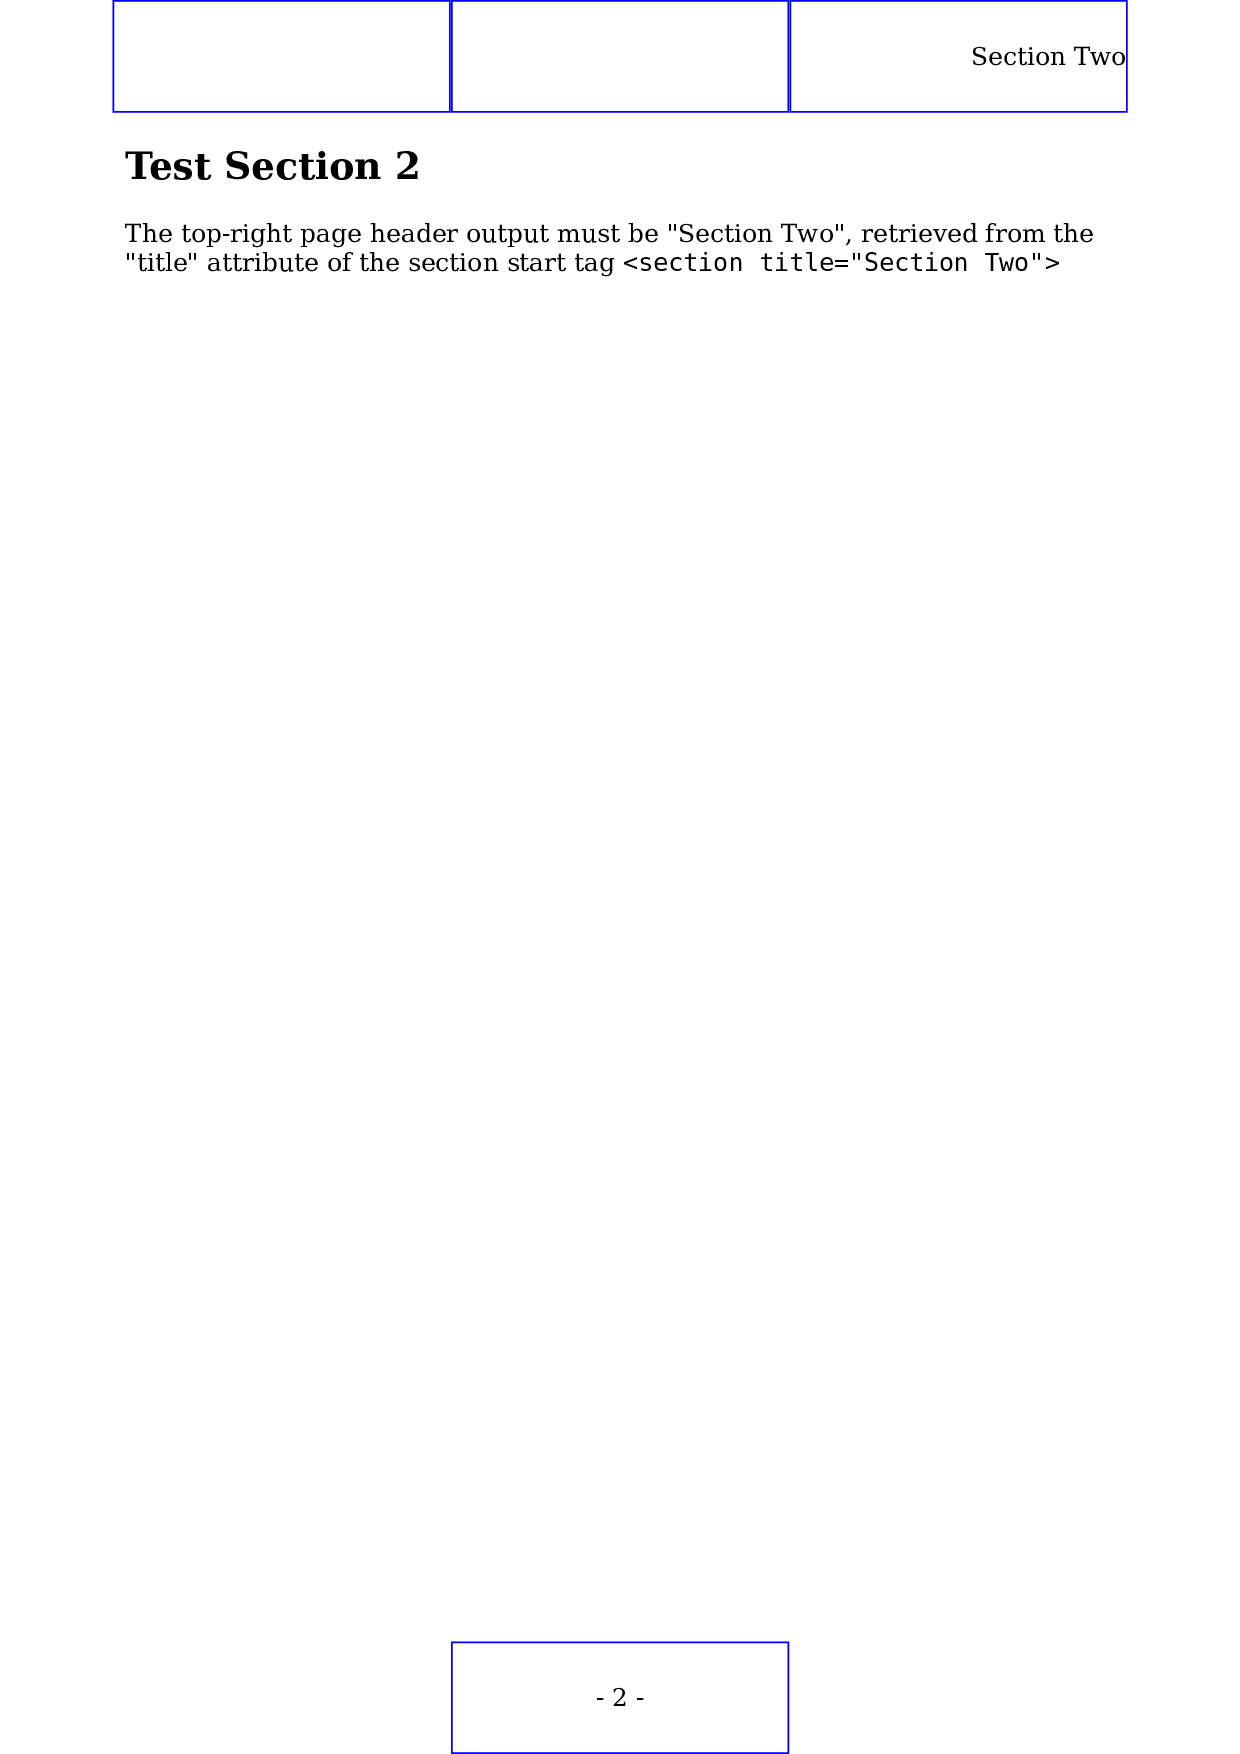 Section Two
Test Section 2
The top-right page header output must be "Section Two", retrieved from the
"title" attribute of the section start tag <section title="Section Two">
- 2 -